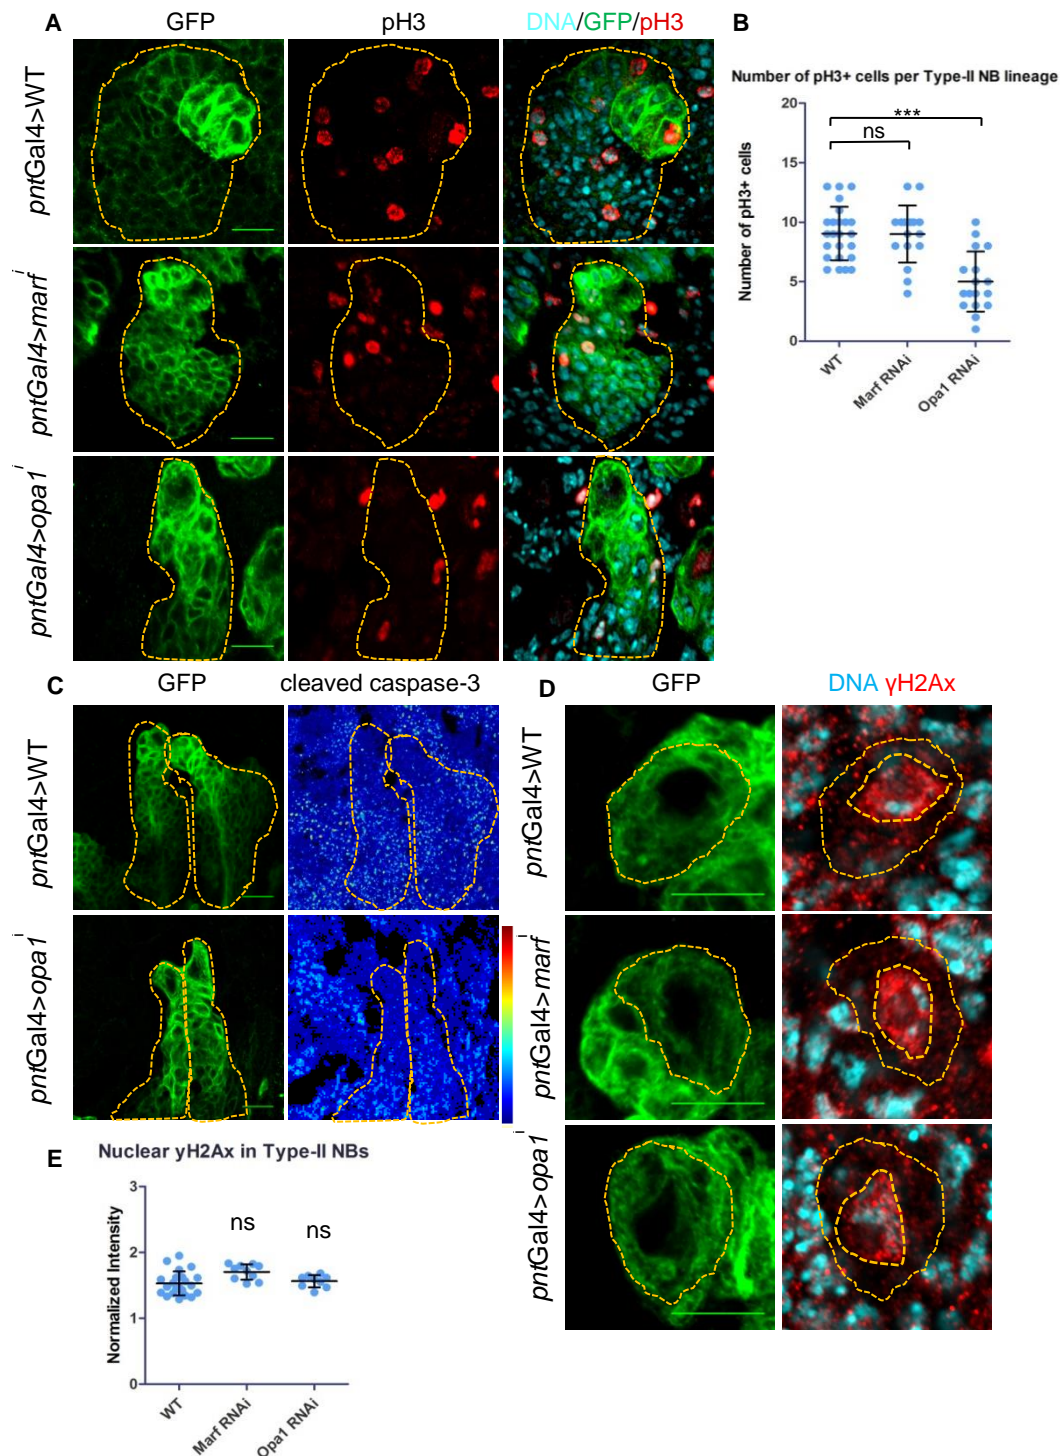 A
GFP
pH3
DNA/GFP/pH3
pntGal4>WT
pntGal4>marf i
pntGal4>opa1 i
B
Number of pH3+ cells per Type-II NB lineage
Number of pH3+ cells
20
15
10
5
0
***
ns
WT
Marf RNAi
Opa1 RNAi
C
GFP
cleaved caspase-3
pntGal4>WT
pntGal4>opa1 i
D
GFP
DNA γH2Ax
pntGal4>WT
pntGal4>marf i
pntGal4>opa1 i
E
Nuclear yH2Ax in Type-II NBs
Normalized Intensity
3
2
1
0
ns
ns
WT
Marf RNAi
Opa1 RNAi